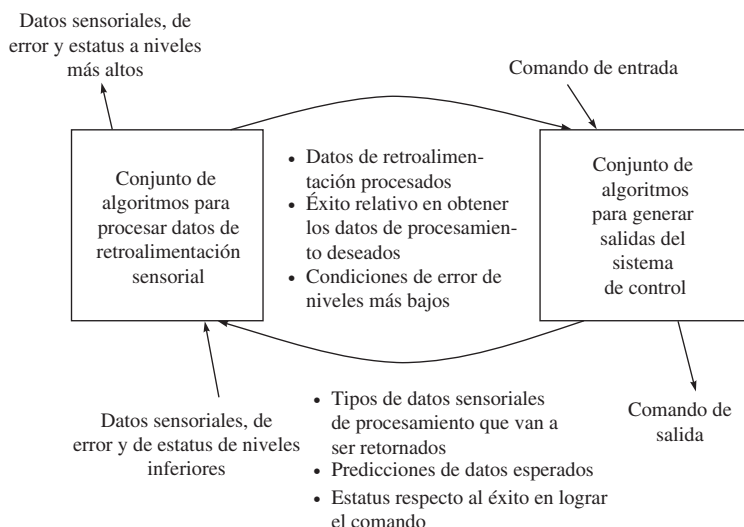 Datos sensoriales, de
error y estatus a niveles
más altos
Comando de entrada
Conjunto de
algoritmos para
procesar datos de
retroalimentación
sensorial
• Datos de retroalimen-
tación procesados
• Éxito relativo en obtener
los datos de procesamien-
to deseados
• Condiciones de error de
niveles más bajos
Conjunto de
algoritmos
para generar
salidas del
sistema
de control
Datos sensoriales, de
error y de estatus de niveles
inferiores
• Tipos de datos sensoriales
de procesamiento que van a
ser retornados
• Predicciones de datos esperados
• Estatus respecto al éxito en lograr
el comando
Comando de
salida